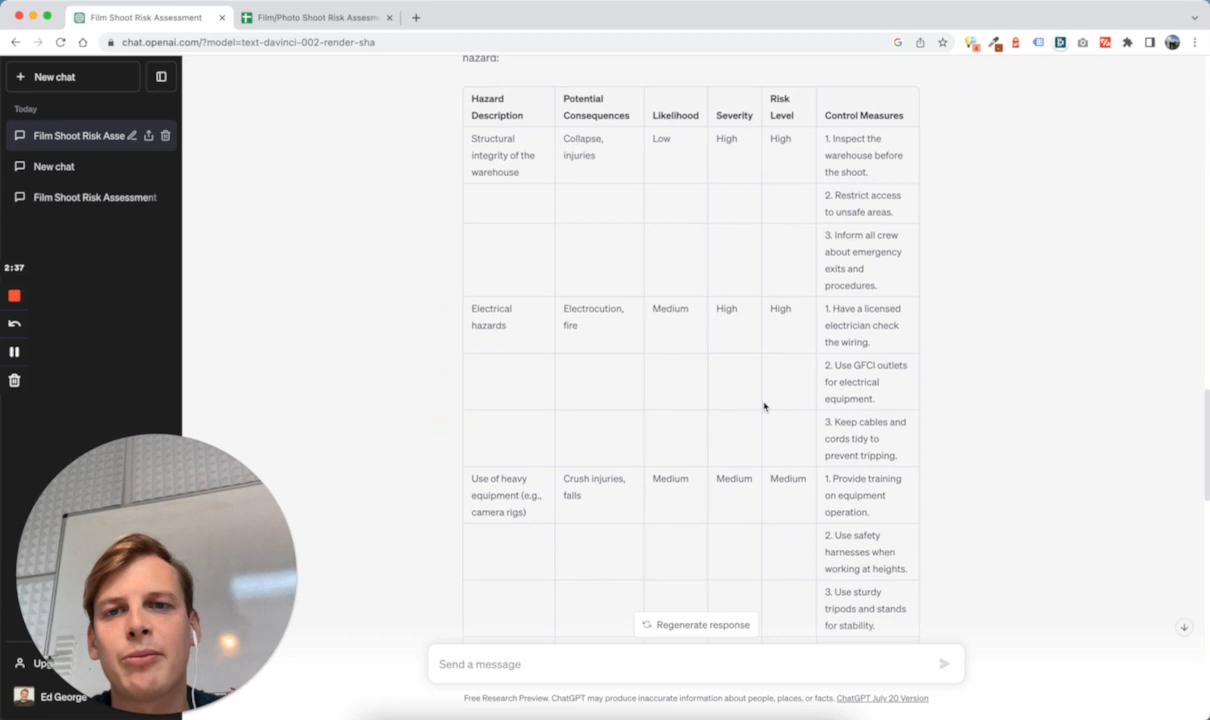 Film Shoot Risk Assessment
Film/Photo Shoot Risk Assesm
chat.openai.com/?model=text-davinci-002-render-sha
New chat
Today
Film Shoot Risk Asse
New chat
Film Shoot Risk Assessment
2:37
Upg
Ed George
hazard:
Hazard Description
Potential Consequences
Likelihood
Severity
Risk Level
Control Measures
Structural
integrity of the
warehouse
Collapse,
injuries
Low
High
High
1. Inspect the
warehouse before
the shoot.
2. Restrict access
to unsafe areas.
3. Inform all crew
about emergency
exits and
procedures.
Electrical
hazards
Electrocution,
fire
Medium
High
High
1. Have a licensed
electrician check
the wiring.
2. Use GFCI outlets
for electrical
equipment.
3. Keep cables and
cords tidy to
prevent tripping.
Use of heavy
equipment (e.g.,
camera rigs)
Crush injuries,
falls
Medium
Medium
Medium
1. Provide training
on equipment
operation.
2. Use safety
harnesses when
working at heights.
3. Use sturdy
tripods and stands
for stability.
Regenerate response
Send a message
Free Research Preview. ChatGPT may produce inaccurate information about people, places, or facts. ChatGPT July 20 Version